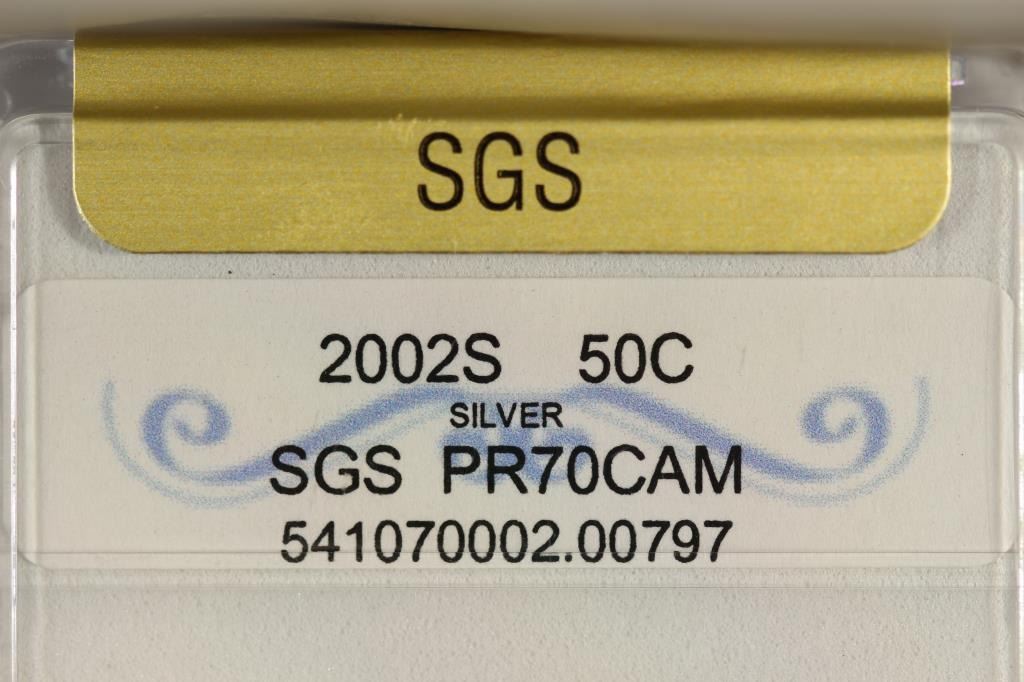 SGS
2002S 50C
SILVER
SGS PR70CAM
541070002.00797